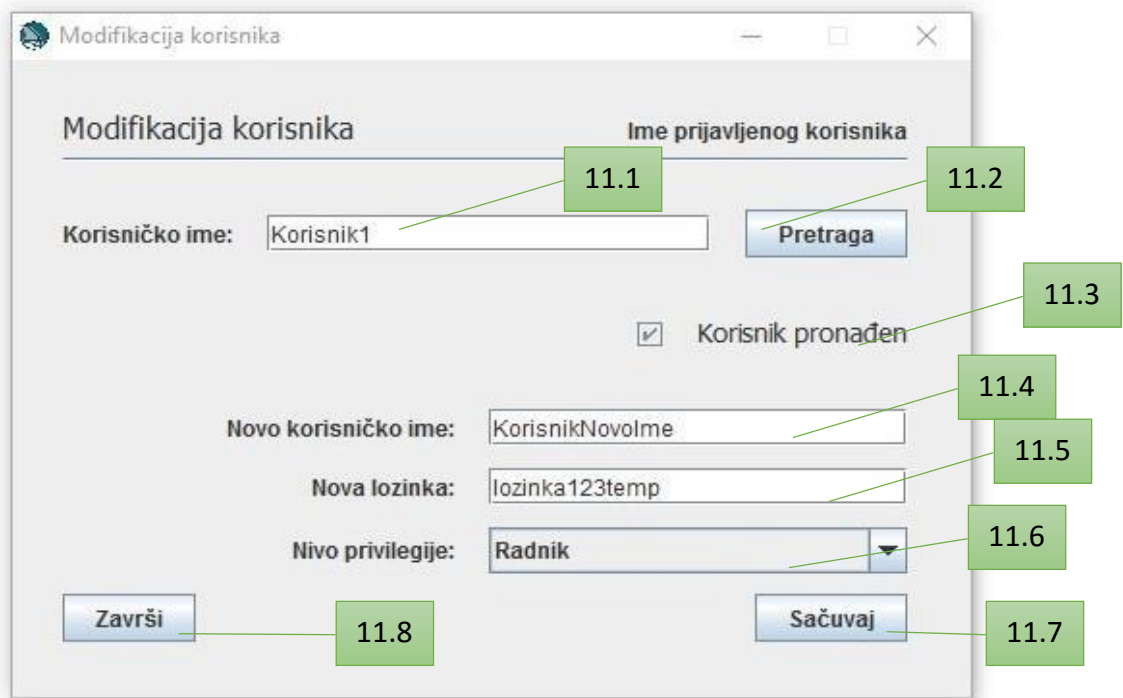 Modifikacija korisnika
Modifikacija korisnika
Ime prijavljenog korisnika
11.1
11.2
Korisničko ime:
Korisnik1
Pretraga
11.3
Korisnik pronađen
11.4
Novo korisničko ime:
KorisnikNovoIme
11.5
Nova lozinka:
lozinka123temp
11.6
Nivo privilegije:
Radnik
Završi
11.8
Sačuvaj
11.7